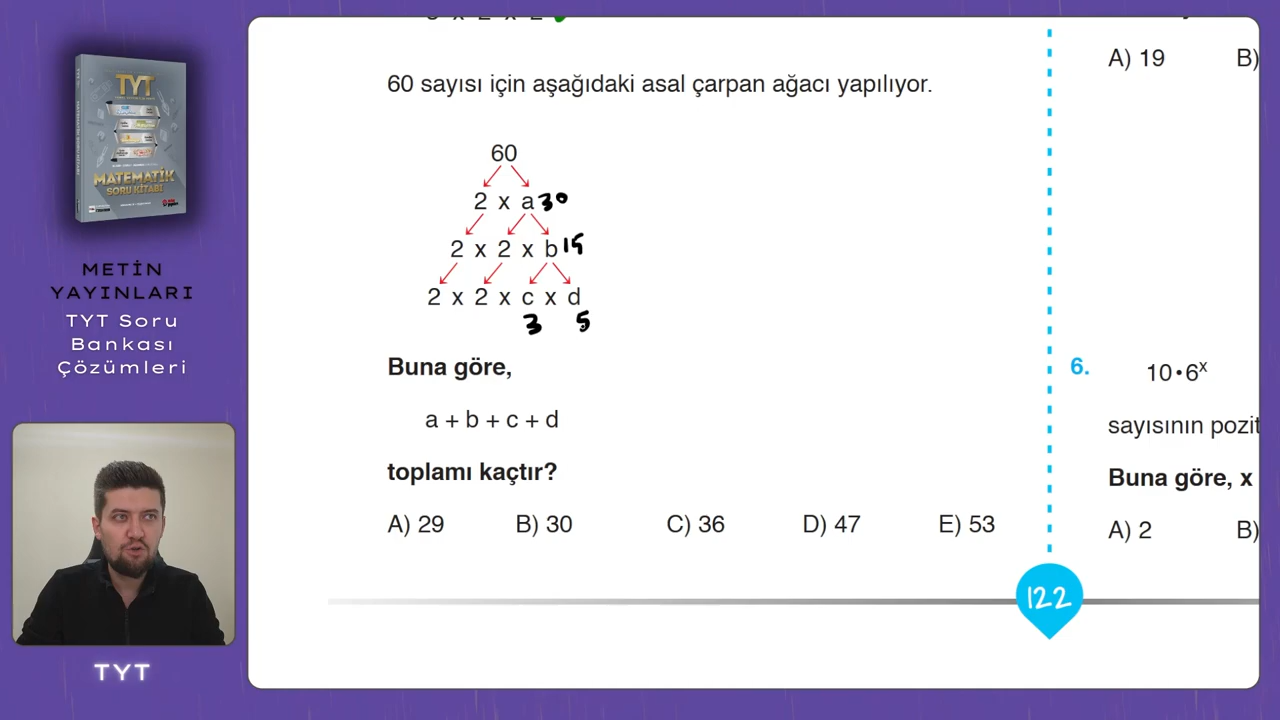 TYT
MATEMATİK
SORU KİTABI
METİN
YAYINLARI
TYT Soru
Bankası
Çözümleri
TYT
60 sayısı için aşağıdaki asal çarpan ağacı yapılıyor.
60
2 x a 30
2 x 2 x b 15
2 x 2 x c x d
3 5
Buna göre,
a + b + c + d
toplamı kaçtır?
A) 29 B) 30 C) 36 D) 47 E) 53
122
A) 19 B)
6. 10•6ˣ
sayısının pozit
Buna göre, x
A) 2 B)